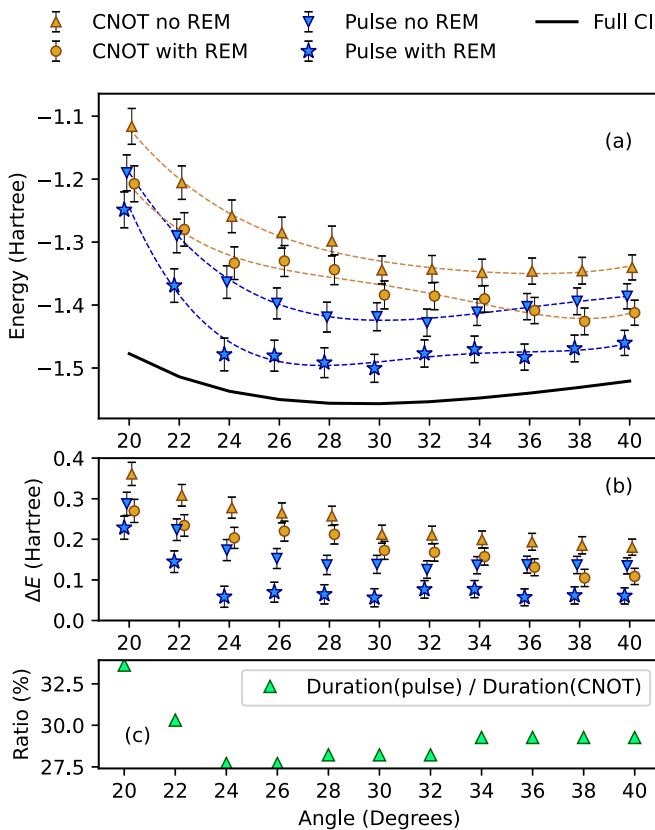 CNOT no REM
Pulse no REM
Full CI
CNOT with REM
Pulse with REM
−1.1
−1.2
−1.3
−1.4
−1.5
Energy (Hartree)
(a)
20 22 24 26 28 30 32 34 36 38 40
0.4
0.3
0.2
0.1
0.0
ΔE (Hartree)
(b)
20 22 24 26 28 30 32 34 36 38 40
32.5
30.0
27.5
Ratio (%)
Duration(pulse) / Duration(CNOT)
(c)
20 22 24 26 28 30 32 34 36 38 40
Angle (Degrees)